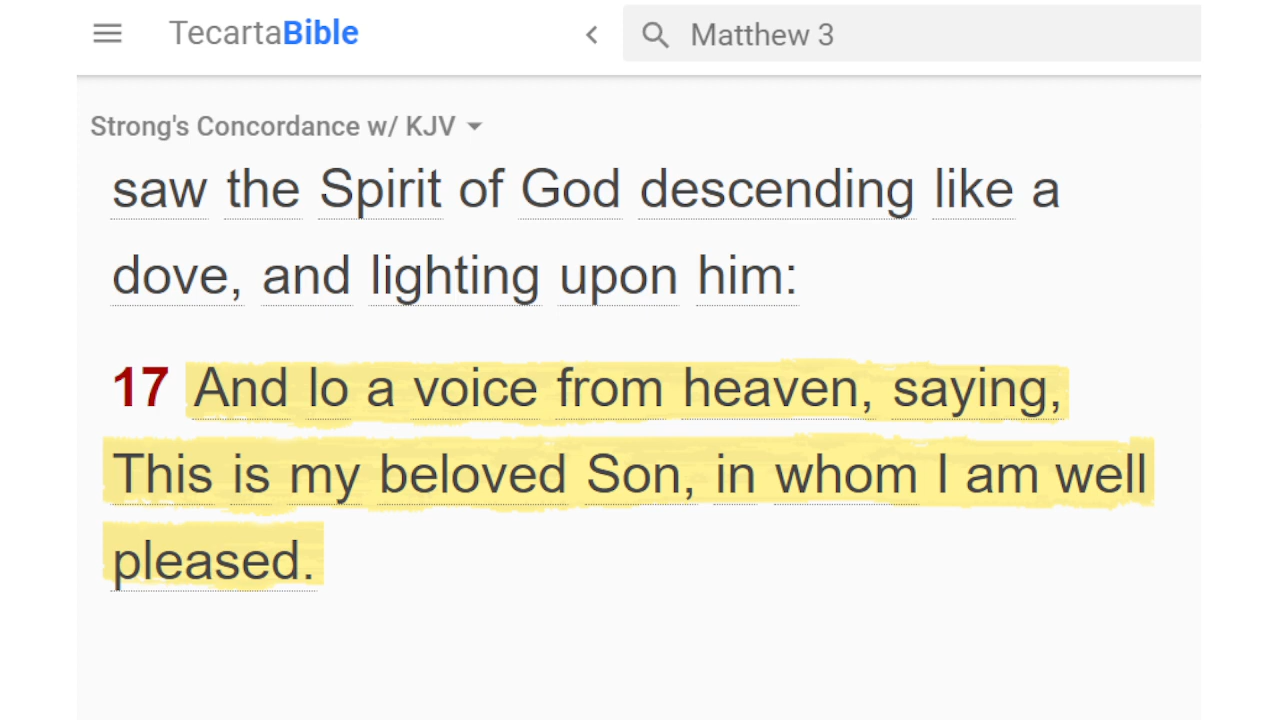 TecartaBible
Matthew 3
Strong's Concordance w/ KJV
saw the Spirit of God descending like a
dove, and lighting upon him:
17 And lo a voice from heaven, saying,
This is my beloved Son, in whom I am well
pleased.